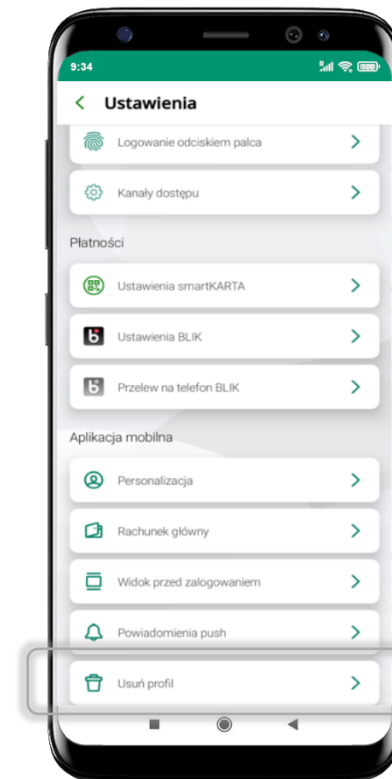 9:34
Ustawienia
Logowanie odciskiem palca
Kanały dostępu
Płatności
Ustawienia smartKARTA
Ustawienia BLIK
Przelew na telefon BLIK
Aplikacja mobilna
Personalizacja
Rachunek główny
Widok przed zalogowaniem
Powiadomienia push
Usuń profil